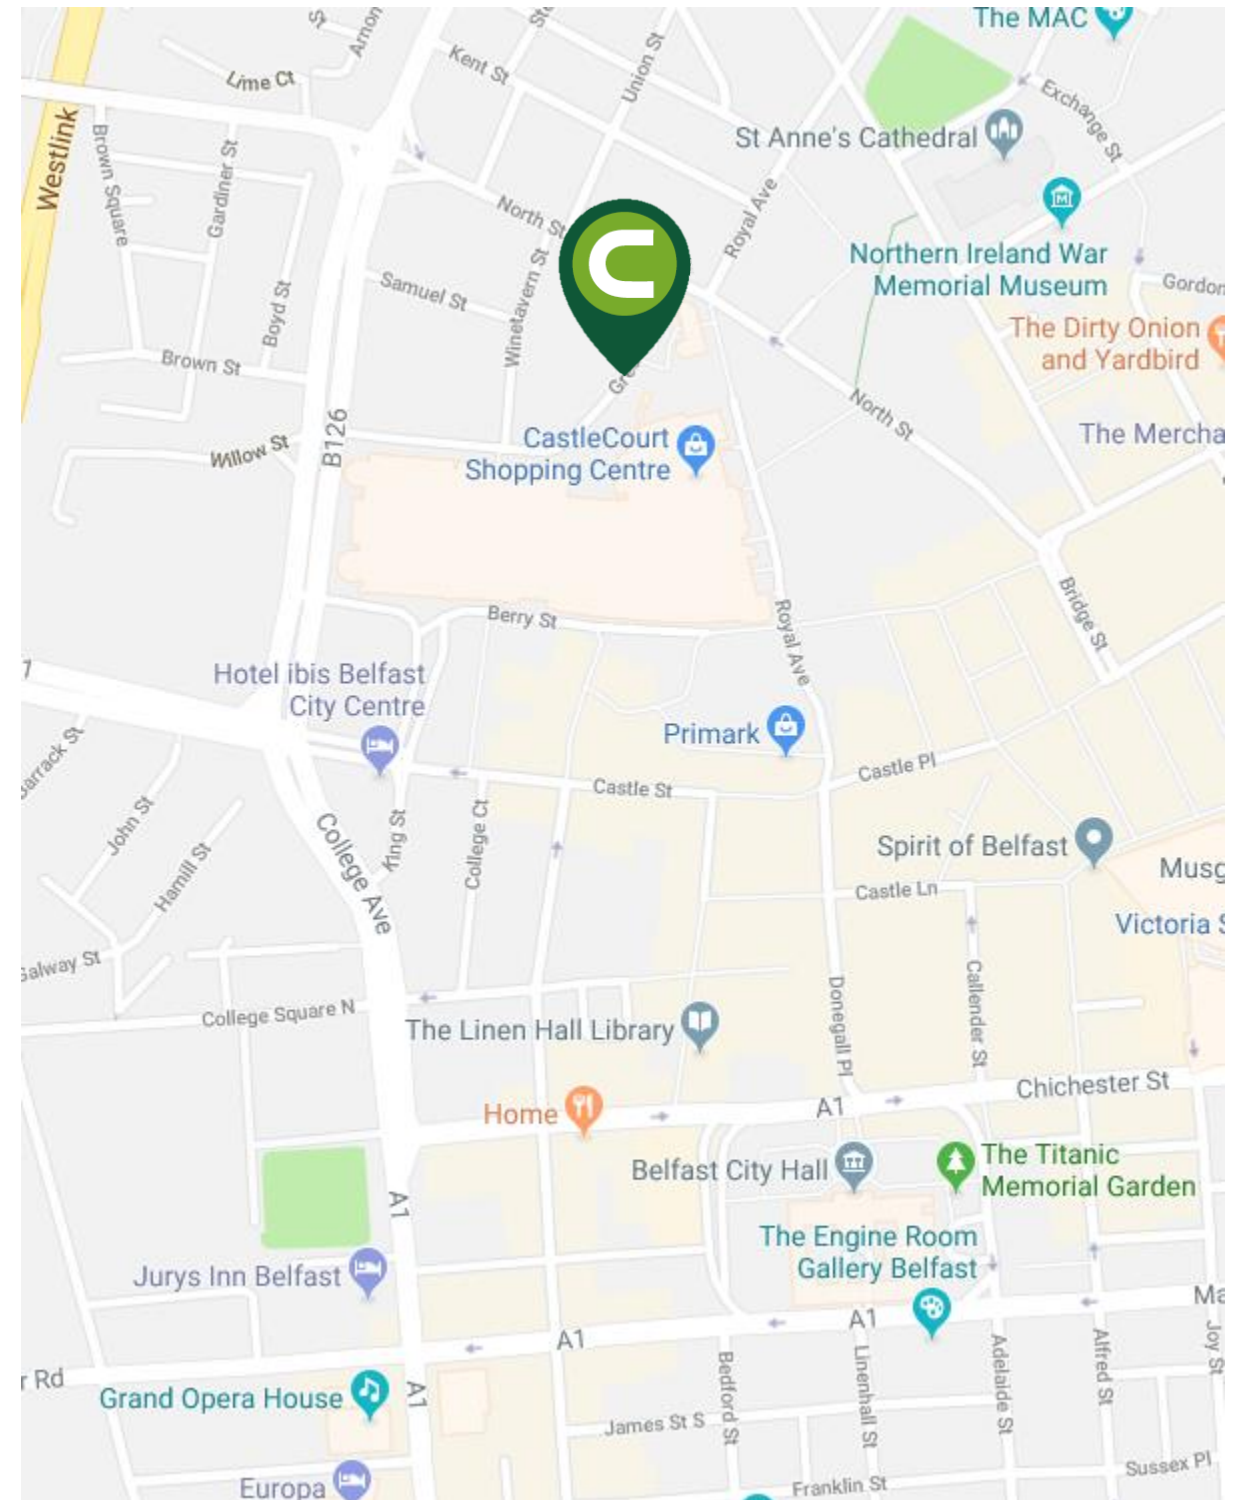 The MAC
Union St
Kent St
Lime Ct
Exchange St
Westlink
Brown Square
Gardiner St
St Anne's Cathedral
North St
Royal Ave
Northern Ireland War
Memorial Museum
Samuel St
Winetavern St
Boyd St
Gordon
The Dirty Onion
and Yardbird
Brown St
Gr
C
North St
B126
Willow St
CastleCourt
Shopping Centre
The Mercha
Bridge St
Berry St
Royal Ave
Hotel ibis Belfast
City Centre
Primark
Castle Pl
Castle St
Barrack St
John St
Hamill St
College Ave
King St
College Ct
Spirit of Belfast
Musg
Castle Ln
Victoria S
Galway St
College Square N
The Linen Hall Library
Donegall Pl
Callender St
Chichester St
A1
Home
Belfast City Hall
The Titanic
Memorial Garden
A1
The Engine Room
Gallery Belfast
Jurys Inn Belfast
Ma
A1
A1
r Rd
Grand Opera House
A1
Bedford St
Linenhall St
Adelaide St
Alfred St
Joy St
James St S
Sussex Pl
Franklin St
Europa